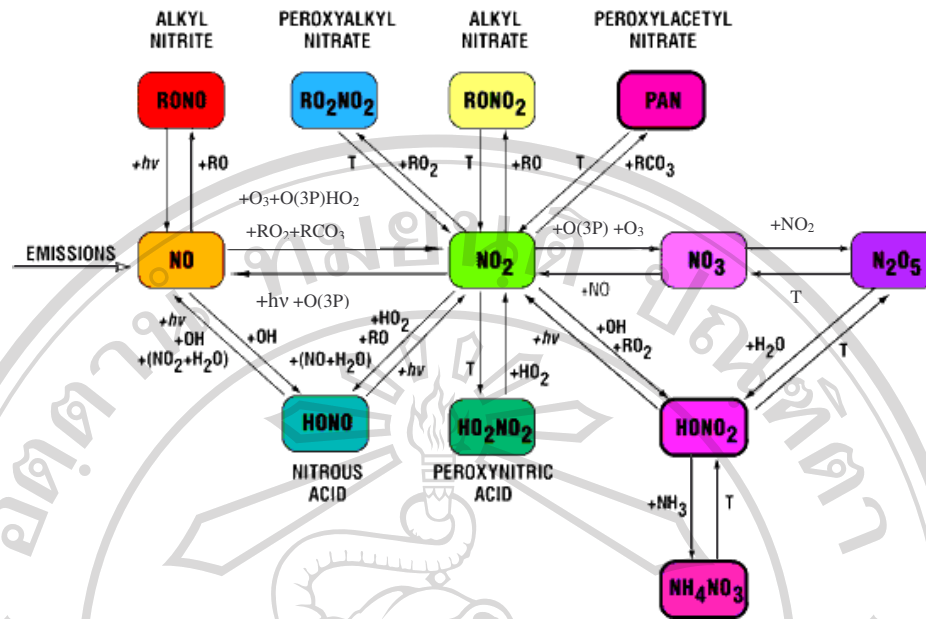 ALKYL NITRITE
PEROXYALKYL NITRATE
ALKYL NITRATE
PEROXYLACETYL NITRATE
RONO
RO₂NO₂
RONO₂
PAN
+hν
+RO
T
+RO₂
T
+RO
T
+RCO₃
+O₃+O(3P)HO₂
+RO₂+RCO₃
+O(3P) +O₃
+NO₂
EMISSIONS
NO
NO₂
NO₃
N₂O₅
+hν +O(3P)
+NO
T
+hν
+OH
+(NO₂+H₂O)
+OH
+HO₂
+RO
+(NO+H₂O)
+hν
T
+HO₂
+hν
+OH
+RO₂
+H₂O
T
HONO
HO₂NO₂
HONO₂
NITROUS ACID
PEROXYNITRIC ACID
+NH₃
T
NH₄NO₃